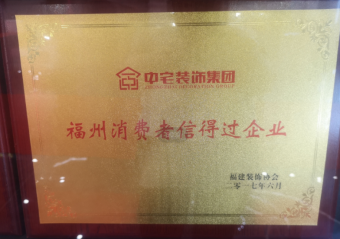 中宅装饰集团
福州消费者信得过企业
福建装饰协会
二零一七年六月